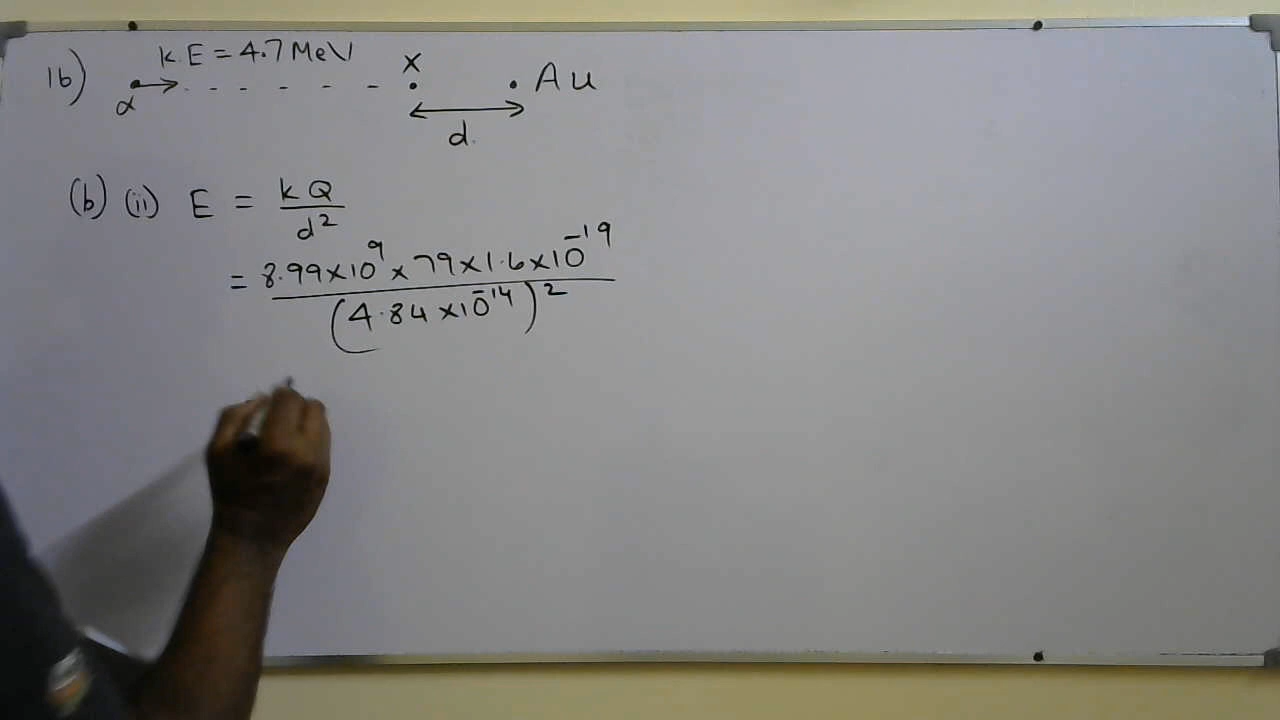 16) K.E = 4.7 MeV
α X Au
d.
(b) (ii) E = kQ / d²
= 8.99×10⁹ × 79×1.6×10⁻¹⁹ / (4.84×10⁻¹⁴)²